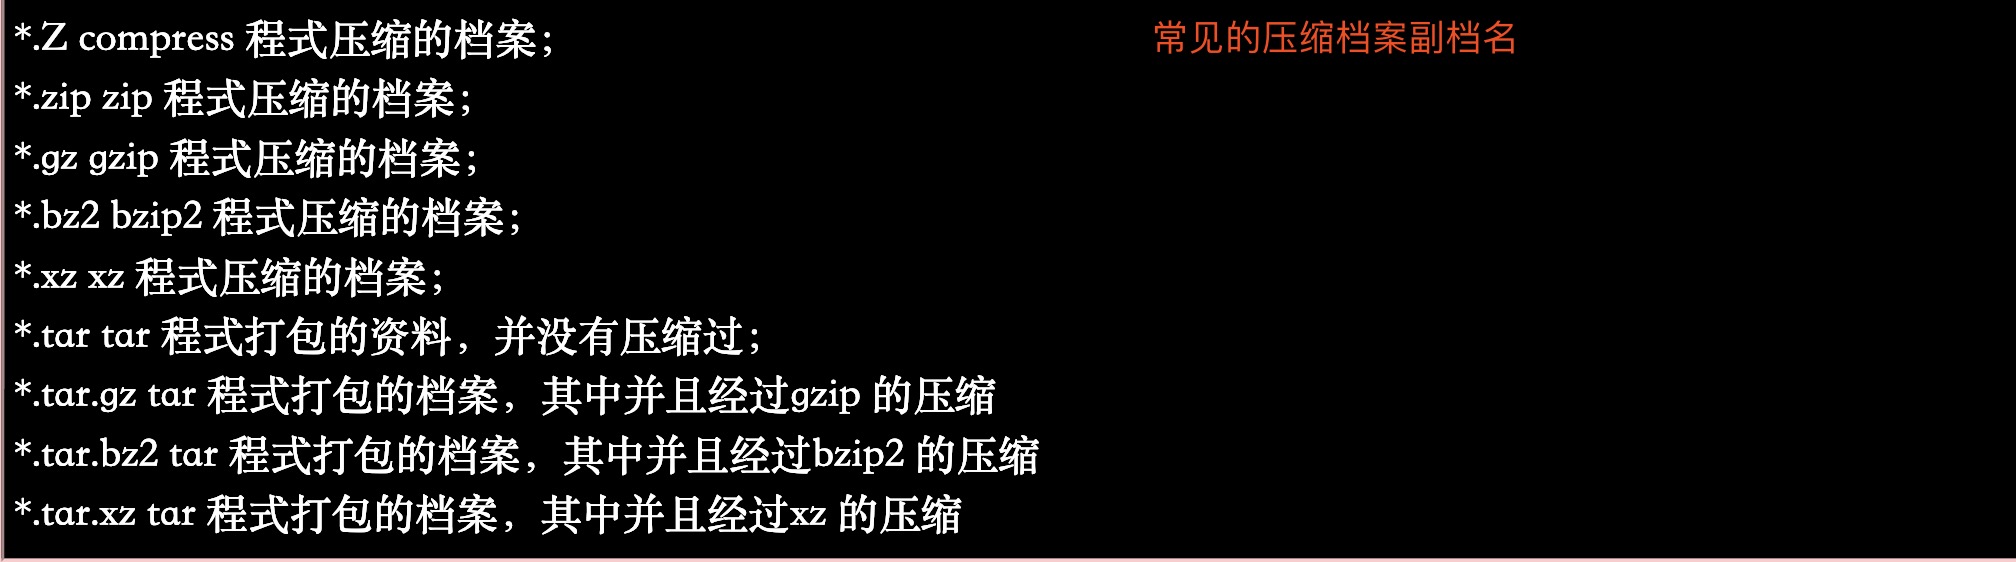 *.Z compress 程式压缩的档案；
常见的压缩档案副档名
*.zip zip 程式压缩的档案；
*.gz gzip 程式压缩的档案；
*.bz2 bzip2 程式压缩的档案；
*.xz xz 程式压缩的档案；
*.tar tar 程式打包的资料，并没有压缩过；
*.tar.gz tar 程式打包的档案，其中并且经过gzip 的压缩
*.tar.bz2 tar 程式打包的档案，其中并且经过bzip2 的压缩
*.tar.xz tar 程式打包的档案，其中并且经过xz 的压缩